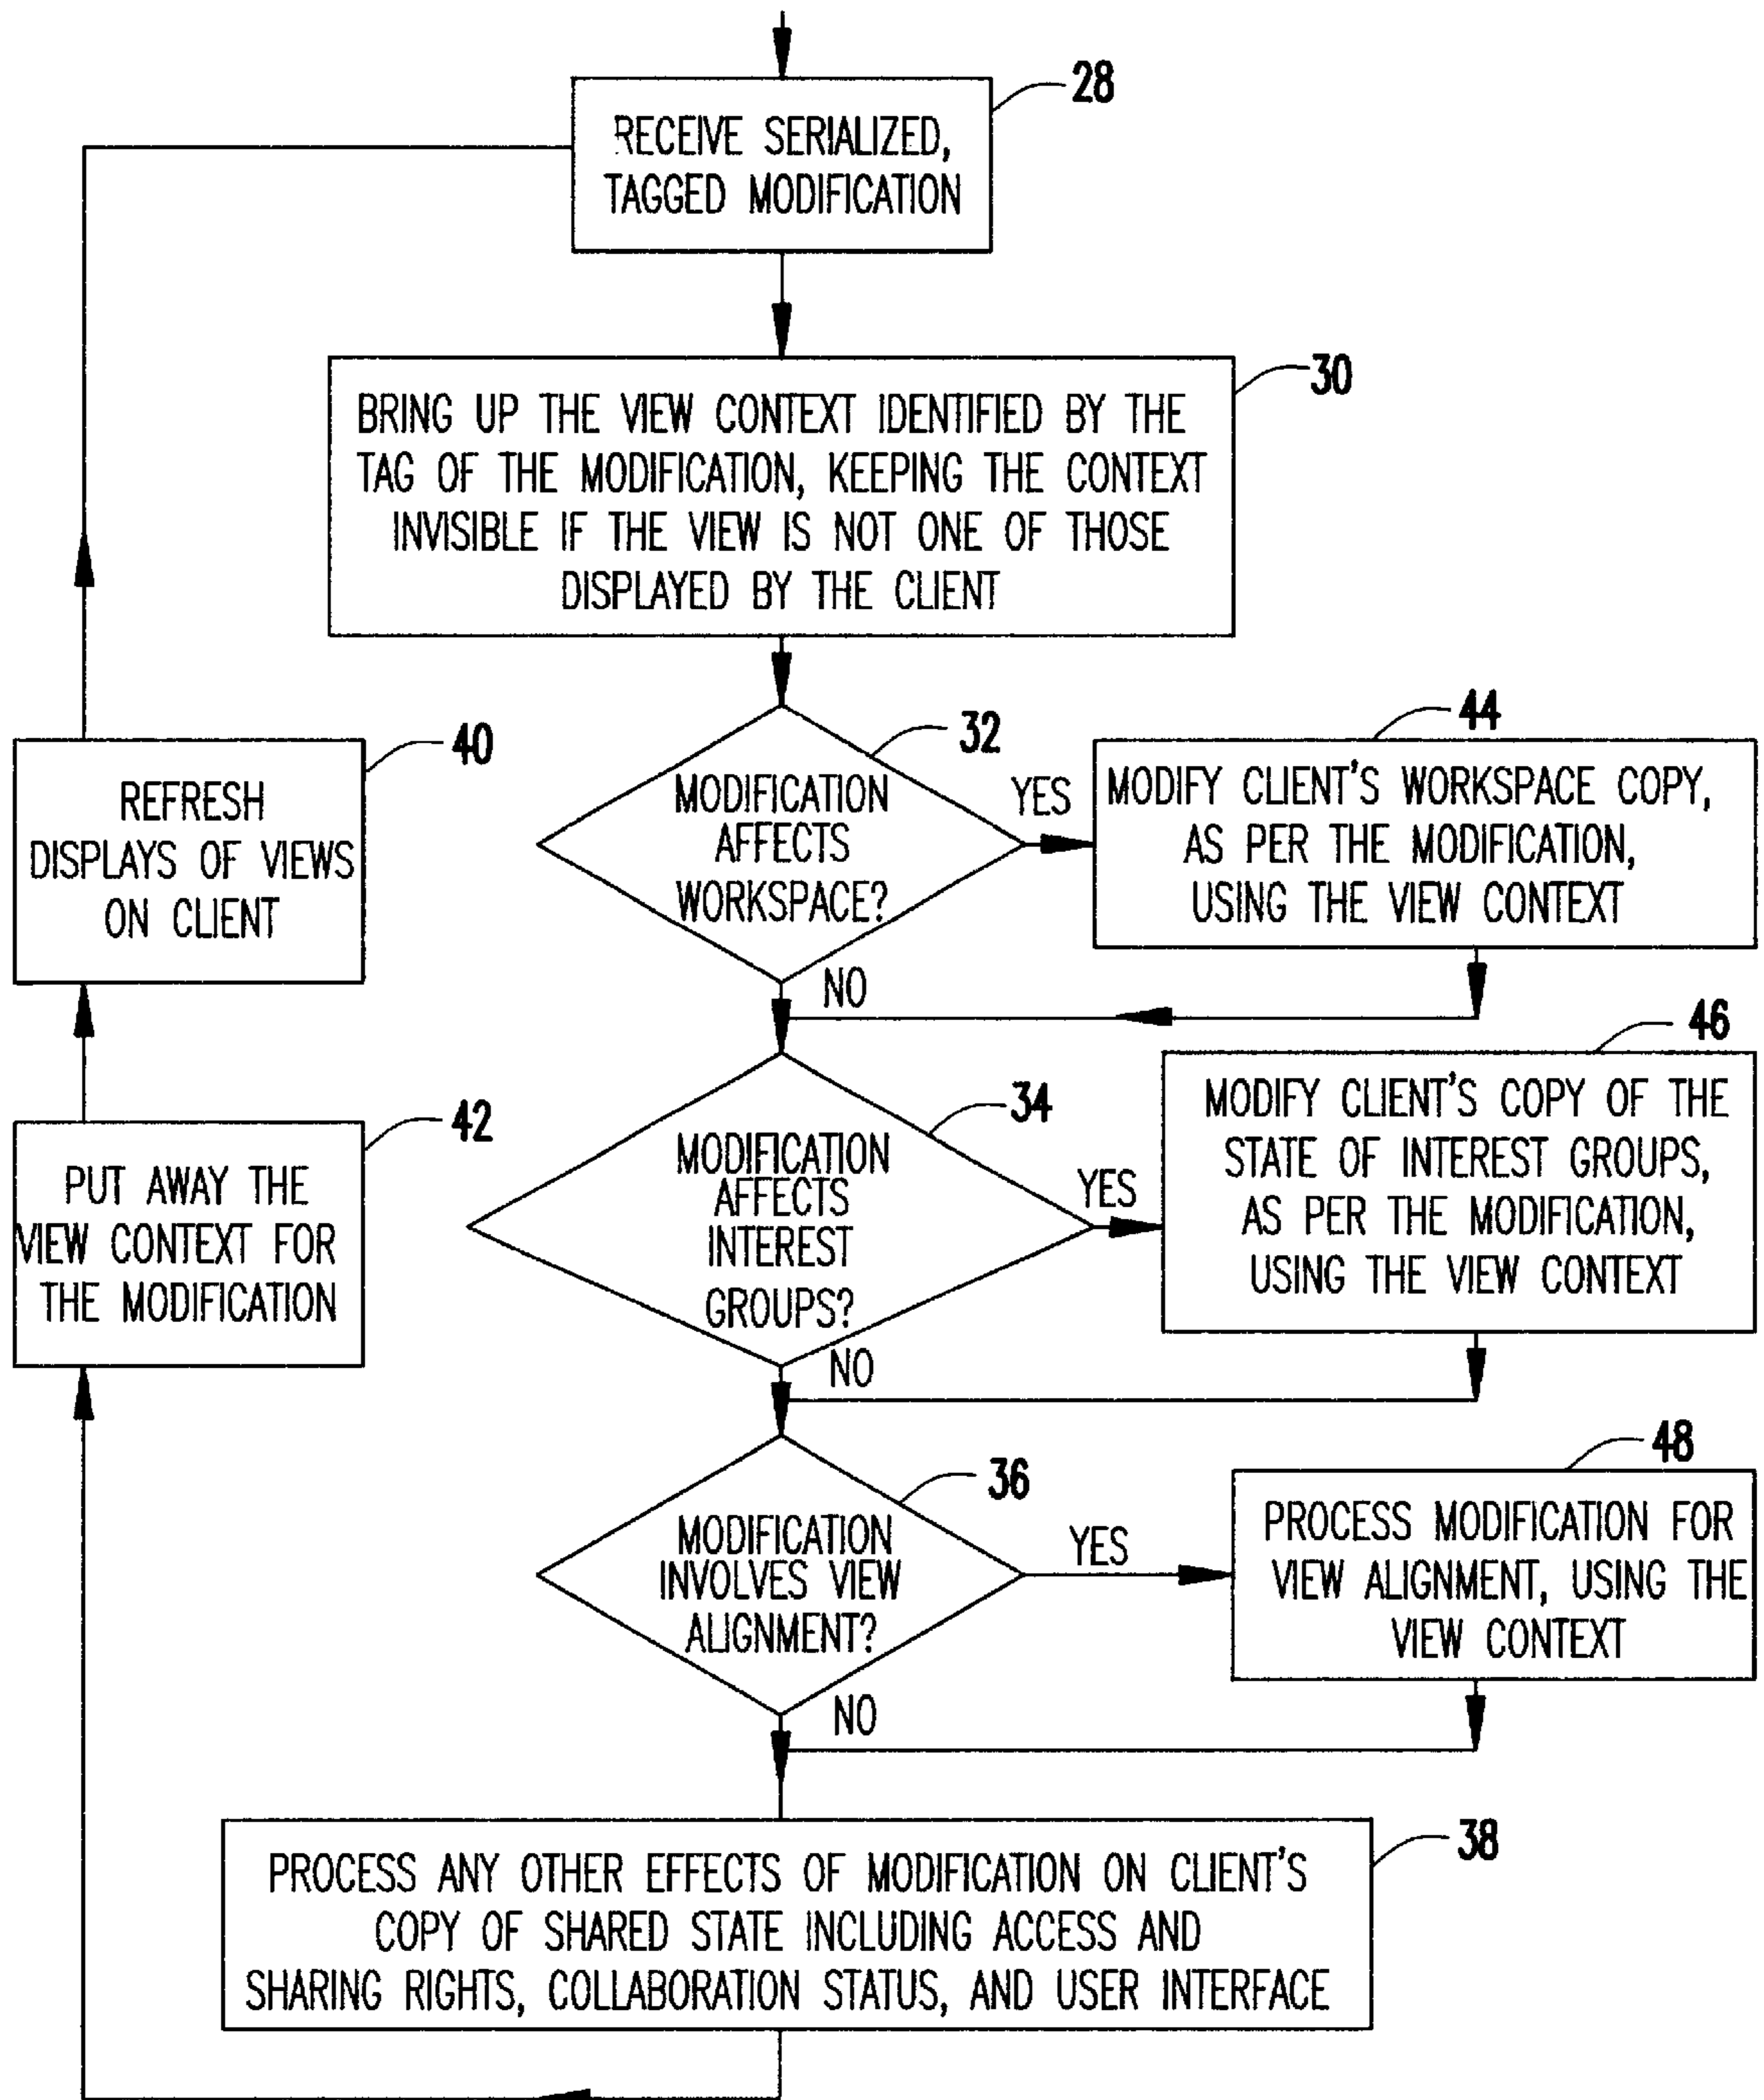 28
RECEIVE SERIALIZED,
TAGGED MODIFICATION
30
BRING UP THE VIEW CONTEXT IDENTIFIED BY THE
TAG OF THE MODIFICATION, KEEPING THE CONTEXT
INVISIBLE IF THE VIEW IS NOT ONE OF THOSE
DISPLAYED BY THE CLIENT
32
MODIFICATION
AFFECTS
WORKSPACE?
YES
NO
44
MODIFY CLIENT'S WORKSPACE COPY,
AS PER THE MODIFICATION,
USING THE VIEW CONTEXT
34
MODIFICATION
AFFECTS
INTEREST
GROUPS?
YES
NO
46
MODIFY CLIENT'S COPY OF THE
STATE OF INTEREST GROUPS,
AS PER THE MODIFICATION,
USING THE VIEW CONTEXT
36
MODIFICATION
INVOLVES VIEW
ALIGNMENT?
YES
NO
48
PROCESS MODIFICATION FOR
VIEW ALIGNMENT, USING THE
VIEW CONTEXT
38
PROCESS ANY OTHER EFFECTS OF MODIFICATION ON CLIENT'S
COPY OF SHARED STATE INCLUDING ACCESS AND
SHARING RIGHTS, COLLABORATION STATUS, AND USER INTERFACE
42
PUT AWAY THE
VIEW CONTEXT FOR
THE MODIFICATION
40
REFRESH
DISPLAYS OF VIEWS
ON CLIENT